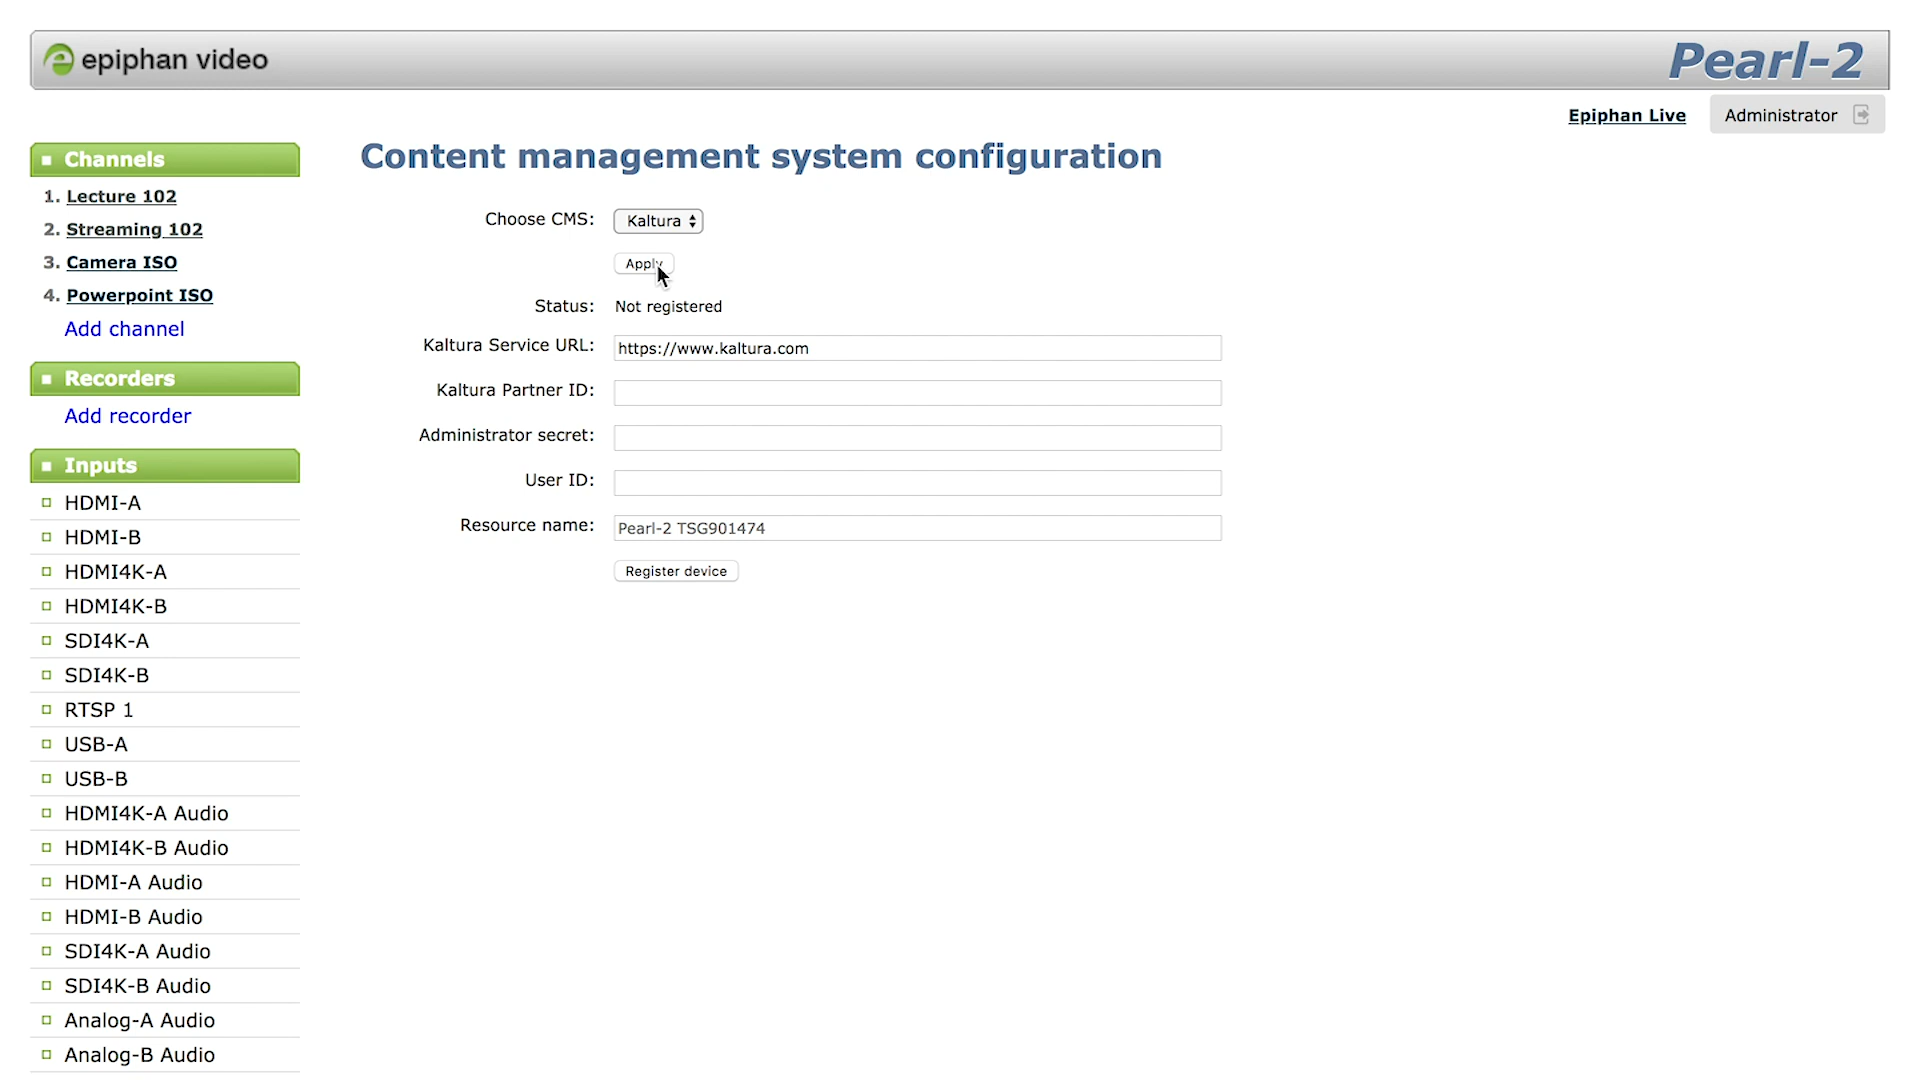 epiphan video
Pearl-2
Epiphan Live
Administrator
Channels
1. Lecture 102
2. Streaming 102
3. Camera ISO
4. Powerpoint ISO
Add channel
Recorders
Add recorder
Inputs
HDMI-A
HDMI-B
HDMI4K-A
HDMI4K-B
SDI4K-A
SDI4K-B
RTSP 1
USB-A
USB-B
HDMI4K-A Audio
HDMI4K-B Audio
HDMI-A Audio
HDMI-B Audio
SDI4K-A Audio
SDI4K-B Audio
Analog-A Audio
Analog-B Audio
Content management system configuration
Choose CMS: Kaltura
Apply
Status: Not registered
Kaltura Service URL: https://www.kaltura.com
Kaltura Partner ID:
Administrator secret:
User ID:
Resource name: Pearl-2 TSG901474
Register device